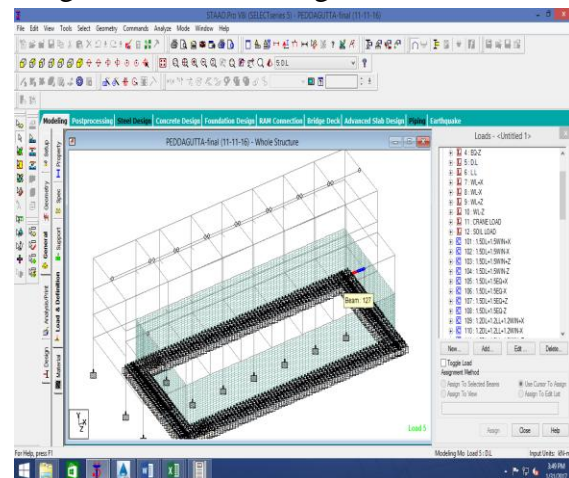 STAAD.Pro V8i (SELECTseries 5) - PEDDAGUTTA-final (11-11-16)
File Edit View Tools Select Geometry Commands Analyze Mode Window Help
5:D.L
Modeling Postprocessing Steel Design Concrete Design Foundation Design RAM Connection Bridge Deck Advanced Slab Design Piping Earthquake
PEDDAGUTTA-final (11-11-16) - Whole Structure
Setup
Geometry
General
Analysis/Print
Design
Property
Spec
Support
Load & Definition
Material
Beam : 127
Load 5
Y
X
Z
Loads - <Untitled 1>
4 : EQ-Z
5 : D.L
6 : L.L
7 : WL+X
8 : WL-X
9 : WL+Z
10 : WL-Z
11 : CRANE LOAD
12 : SOIL LOAD
101 : 1.5DL+1.5WIN+X
102 : 1.5DL+1.5WIN-X
103 : 1.5DL+1.5WIN+Z
104 : 1.5DL+1.5WIN-Z
105 : 1.5DL+1.5EQ+X
106 : 1.5DL+1.5EQ-X
107 : 1.5DL+1.5EQ+Z
108 : 1.5DL+1.5EQ-Z
109 : 1.2DL+1.2LL+1.2WIN+X
110 : 1.2DL+1.2LL+1.2WIN-X
New... Add... Edit... Delete...
Toggle Load
Assignment Method
Assign To Selected Beams Use Cursor To Assign
Assign To View Assign To Edit List
Assign Close Help
For Help, press F1
Modeling Mo Load 5 : D.L Input Units: kN-m
3:49 PM
1/31/2017